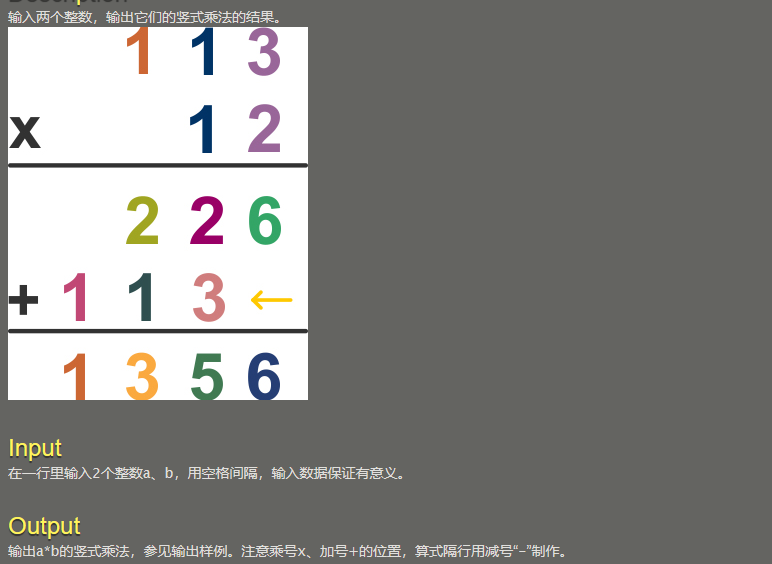 Description
输入两个整数，输出它们的竖式乘法的结果。
1 1 3
x 1 2
2 2 6
+ 1 1 3 ←
1 3 5 6
Input
在一行里输入2个整数a、b，用空格间隔，输入数据保证有意义。
Output
输出a*b的竖式乘法，参见输出样例。注意乘号x、加号+的位置，算式隔行用减号“-”制作。